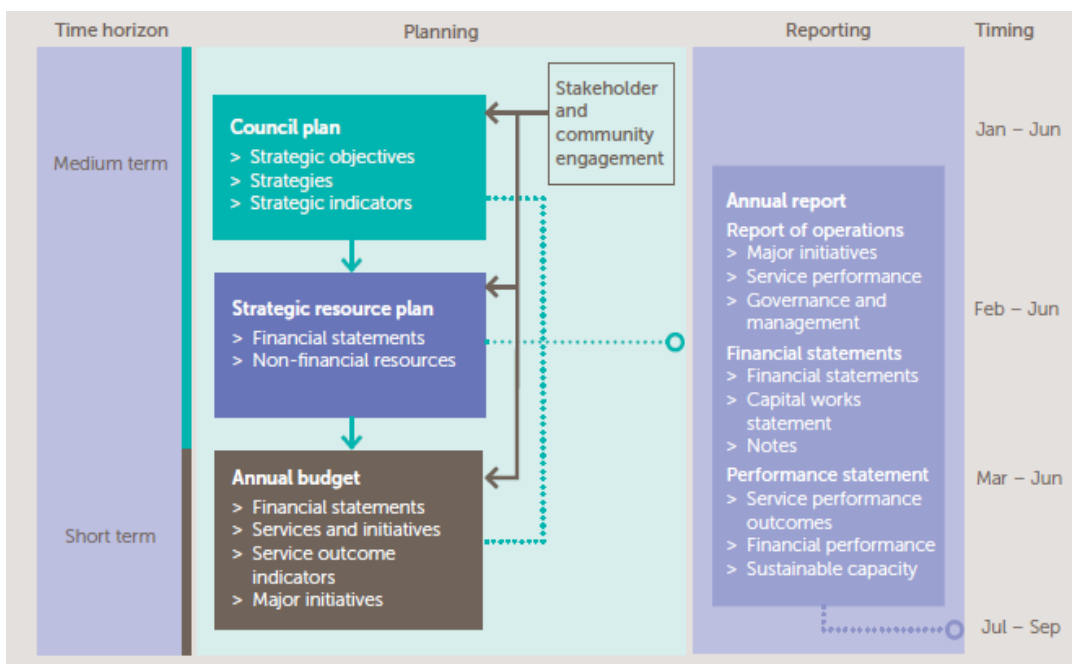 Time horizon
Planning
Reporting
Timing
Medium term
Short term
Council plan
> Strategic objectives
> Strategies
> Strategic indicators
Stakeholder
and
community
engagement
Strategic resource plan
> Financial statements
> Non-financial resources
Annual budget
> Financial statements
> Services and initiatives
> Service outcome
indicators
> Major initiatives
Annual report
Report of operations
> Major initiatives
> Service performance
> Governance and
management
Financial statements
> Financial statements
> Capital works
statement
> Notes
Performance statement
> Service performance
outcomes
> Financial performance
> Sustainable capacity
Jan – Jun
Feb – Jun
Mar – Jun
Jul – Sep